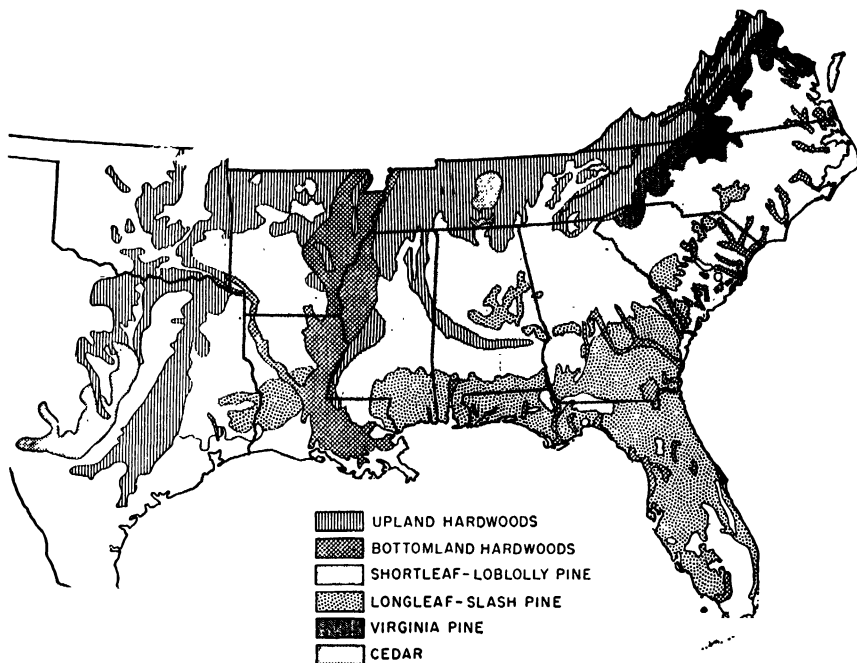 UPLAND HARDWOODS
BOTTOMLAND HARDWOODS
SHORTLEAF-LOBLOLLY PINE
LONGLEAF-SLASH PINE
VIRGINIA PINE
CEDAR